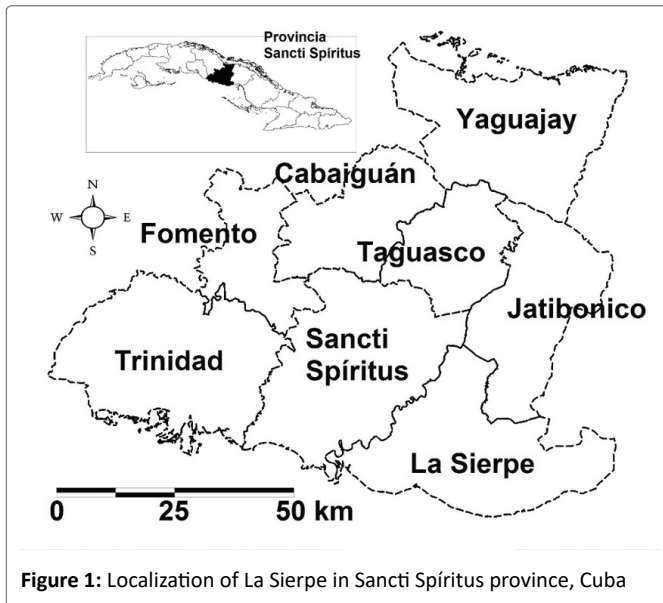 Provincia
Sancti Spíritus
Yaguajay
Cabaiguán
N
W E
S
Fomento
Taguasco
Jatibonico
Sancti
Spíritus
Trinidad
La Sierpe
0 25 50 km
Figure 1: Localization of La Sierpe in Sancti Spíritus province, Cuba